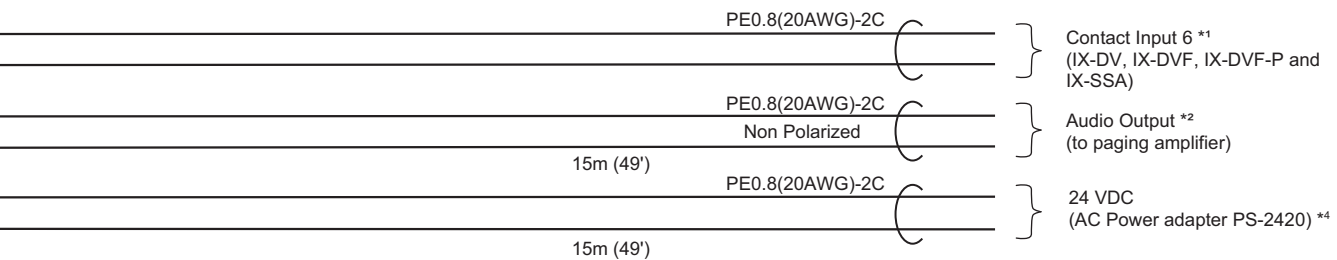 PE0.8(20AWG)-2C
Contact Input 6 *¹
(IX-DV, IX-DVF, IX-DVF-P and
IX-SSA)
PE0.8(20AWG)-2C
Non Polarized
15m (49')
Audio Output *²
(to paging amplifier)
PE0.8(20AWG)-2C
15m (49')
24 VDC
(AC Power adapter PS-2420) *⁴